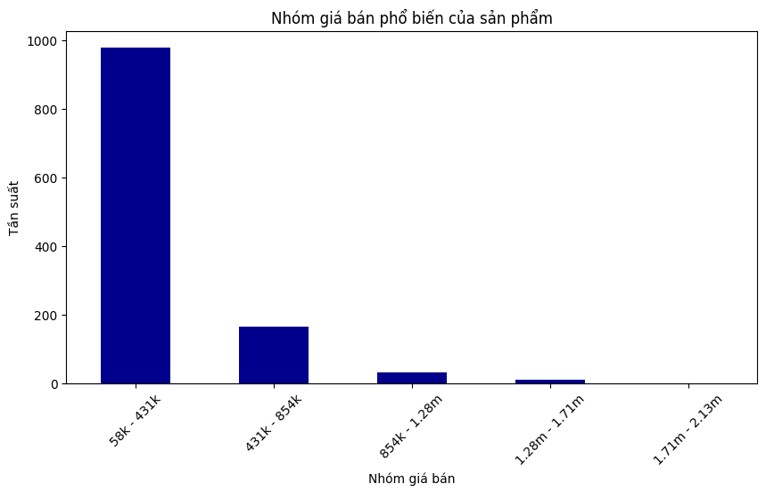 Nhóm giá bán phổ biến của sản phẩm
1000
800
600
400
200
0
Tần suất
58k - 431k
431k - 854k
854k - 1.28m
1.28m - 1.71m
1.71m - 2.13m
Nhóm giá bán